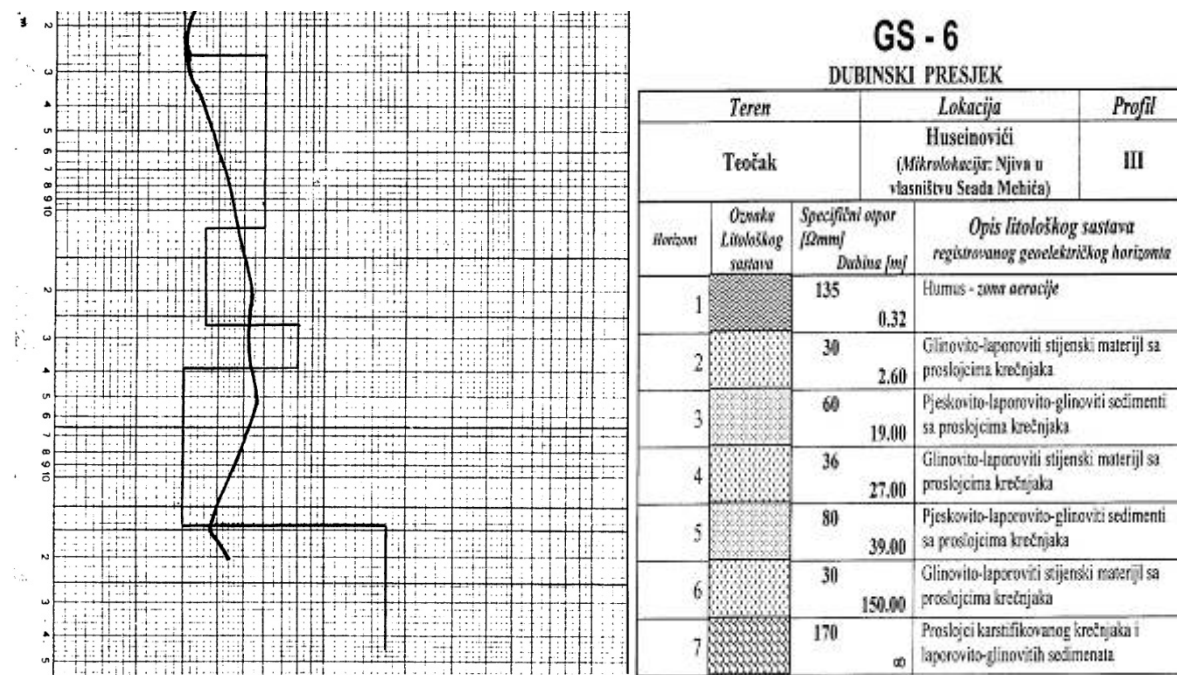 m
2
3
4
5
6
7
8
9
10
2
3
4
5
6
7
8
9
10
2
3
4
5
GS - 6
DUBINSKI PRESJEK
Teren Lokacija Profil
Teočak
Huseinovići
(Mikrolokacija: Njiva u
vlasništvu Seada Mehića)
III
Horizont
Oznaka
Litološkog
sastava
Specifični otpor
[Ωmm]
Dubina [m]
Opis litološkog sastava
registrovanog geoelektričkog horizonta
1
135
0.32
Humus - zona aeracije
2
30
2.60
Glinovito-laporoviti stijenski materijl sa
proslojcima krečnjaka
3
60
19.00
Pjeskovito-laporovito-glinoviti sedimenti
sa proslojcima krečnjaka
4
36
27.00
Glinovito-laporoviti stijenski materijl sa
proslojcima krečnjaka
5
80
39.00
Pjeskovito-laporovito-glinoviti sedimenti
sa proslojcima krečnjaka
6
30
150.00
Glinovito-laporoviti stijenski materijl sa
proslojcima krečnjaka
7
170
∞
Proslojci karstifikovanog krečnjaka i
laporovito-glinovitih sedimenata